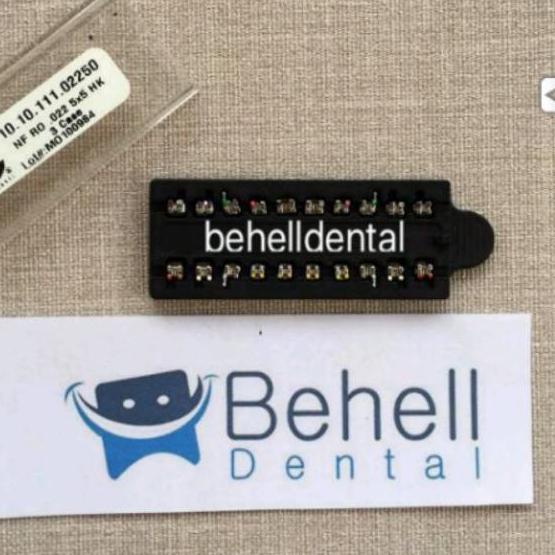 10.10.111.02250
NF RO .022 5x5 HK
3 Case
Lot#:MO100984
behelldental
Behell
Dental